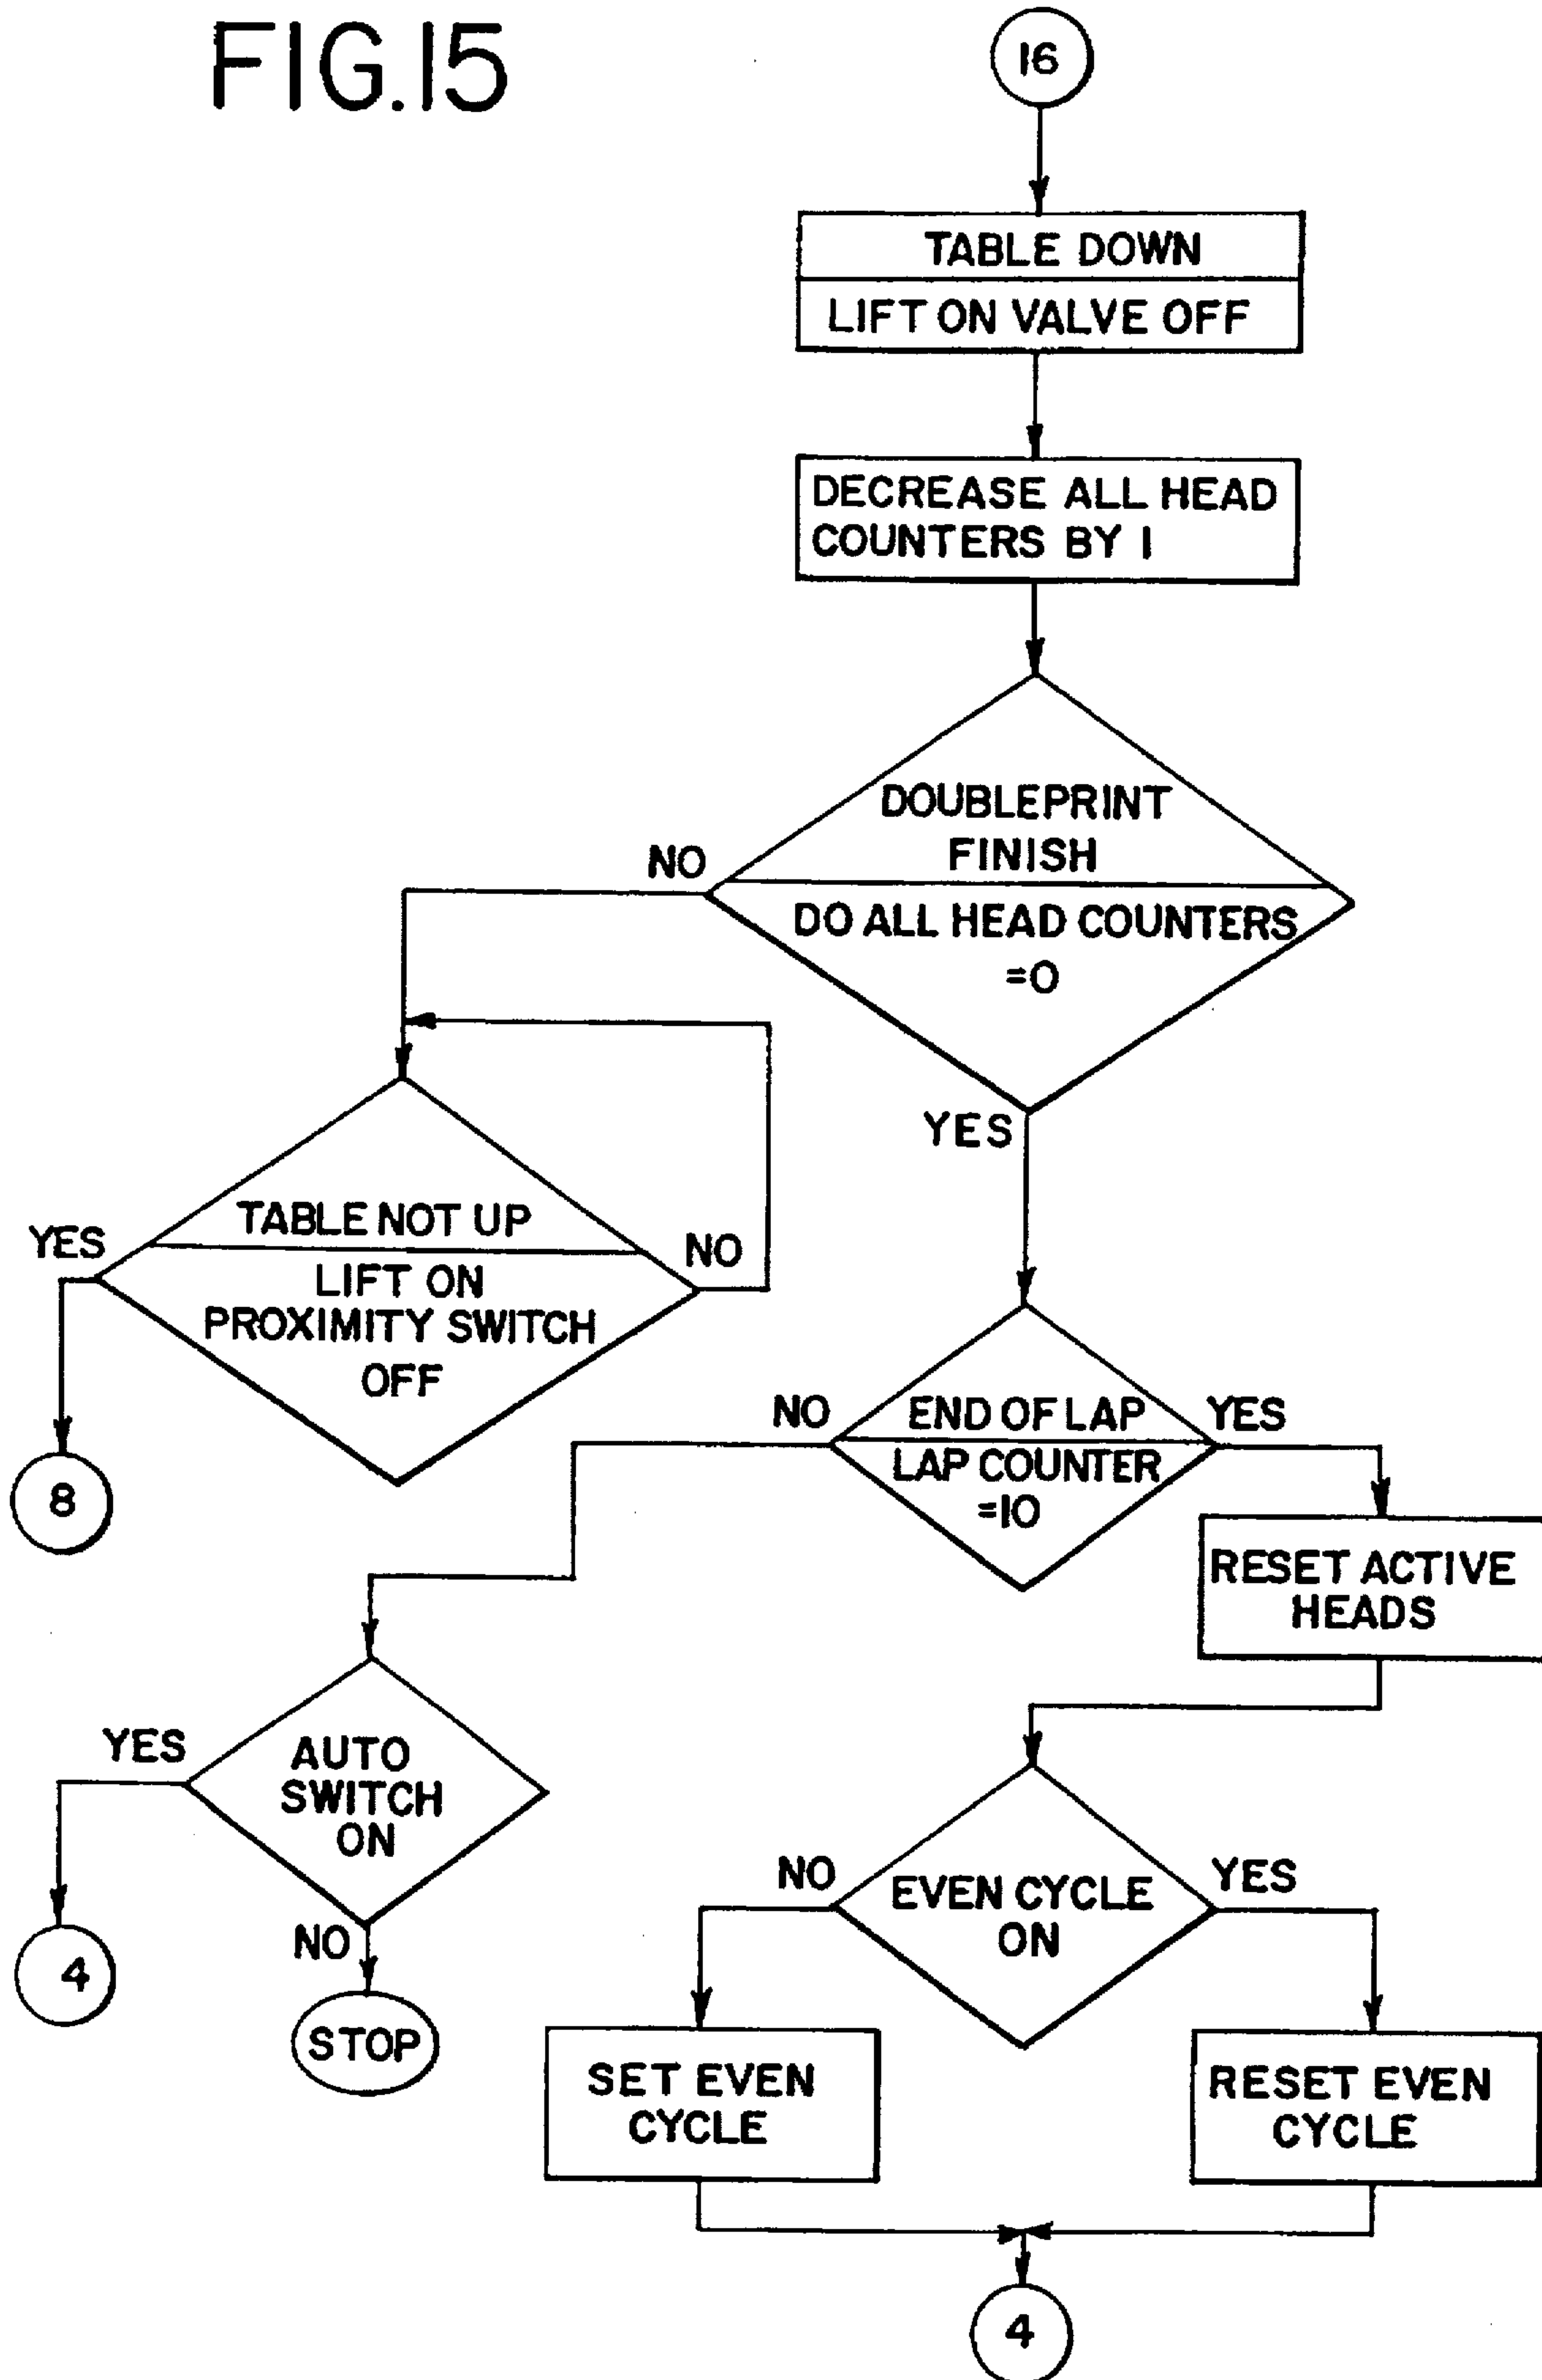 FIG.15
16
TABLE DOWN
LIFT ON VALVE OFF
DECREASE ALL HEAD
COUNTERS BY 1
DOUBLEPRINT
FINISH
NO
DO ALL HEAD COUNTERS
=0
YES
TABLE NOT UP
YES
NO
LIFT ON
PROXIMITY SWITCH
OFF
8
NO
END OF LAP
YES
LAP COUNTER
=10
RESET ACTIVE
HEADS
YES
AUTO
SWITCH
ON
NO
4
STOP
NO
EVEN CYCLE
ON
YES
SET EVEN
CYCLE
RESET EVEN
CYCLE
4